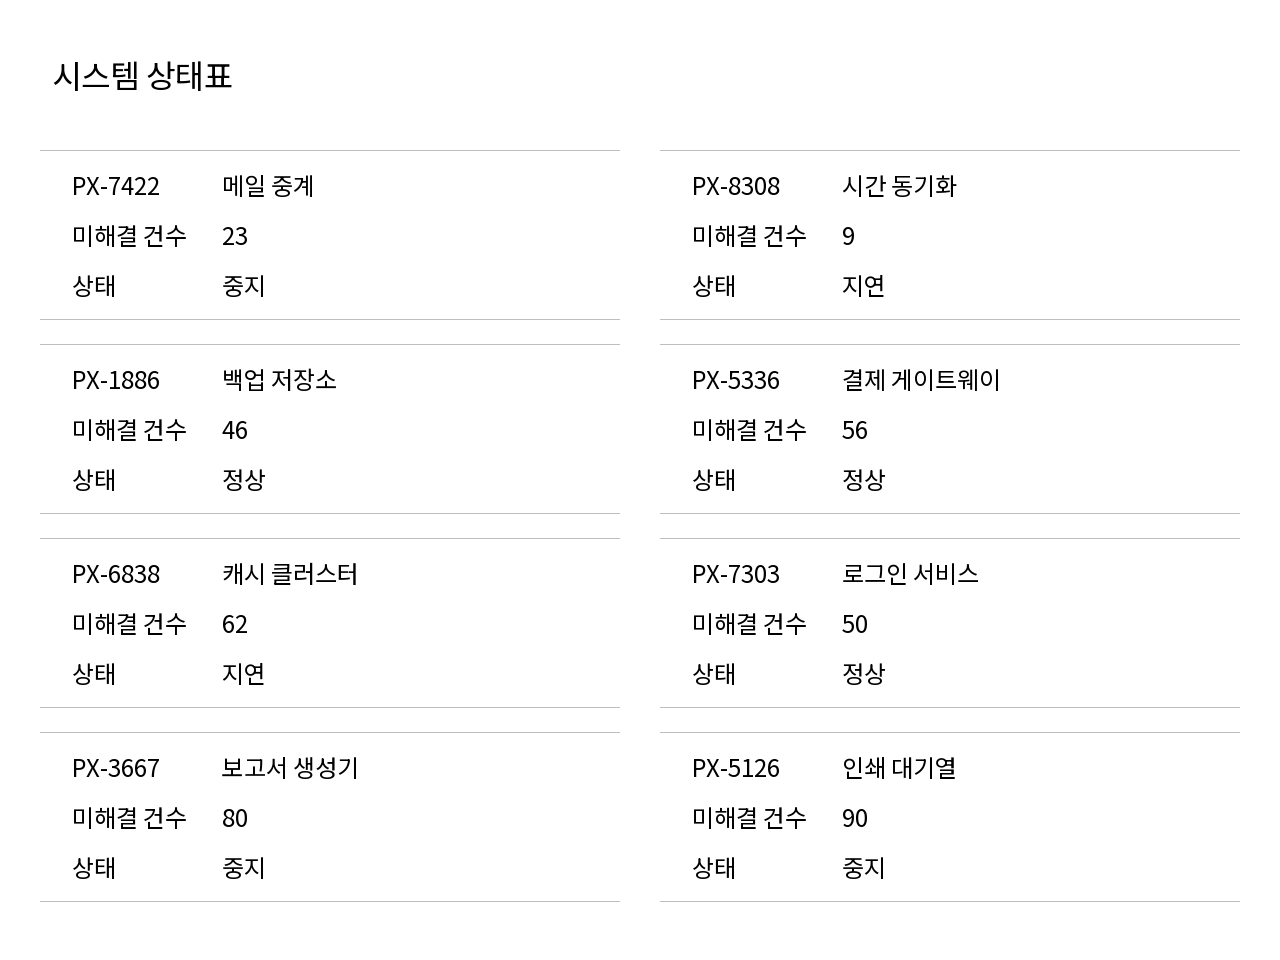 시스템 상태표
PX-7422 메일 중계
미해결 건수 23
상태 중지
PX-8308 시간 동기화
미해결 건수 9
상태 지연
PX-1886 백업 저장소
미해결 건수 46
상태 정상
PX-5336 결제 게이트웨이
미해결 건수 56
상태 정상
PX-6838 캐시 클러스터
미해결 건수 62
상태 지연
PX-7303 로그인 서비스
미해결 건수 50
상태 정상
PX-3667 보고서 생성기
미해결 건수 80
상태 중지
PX-5126 인쇄 대기열
미해결 건수 90
상태 중지